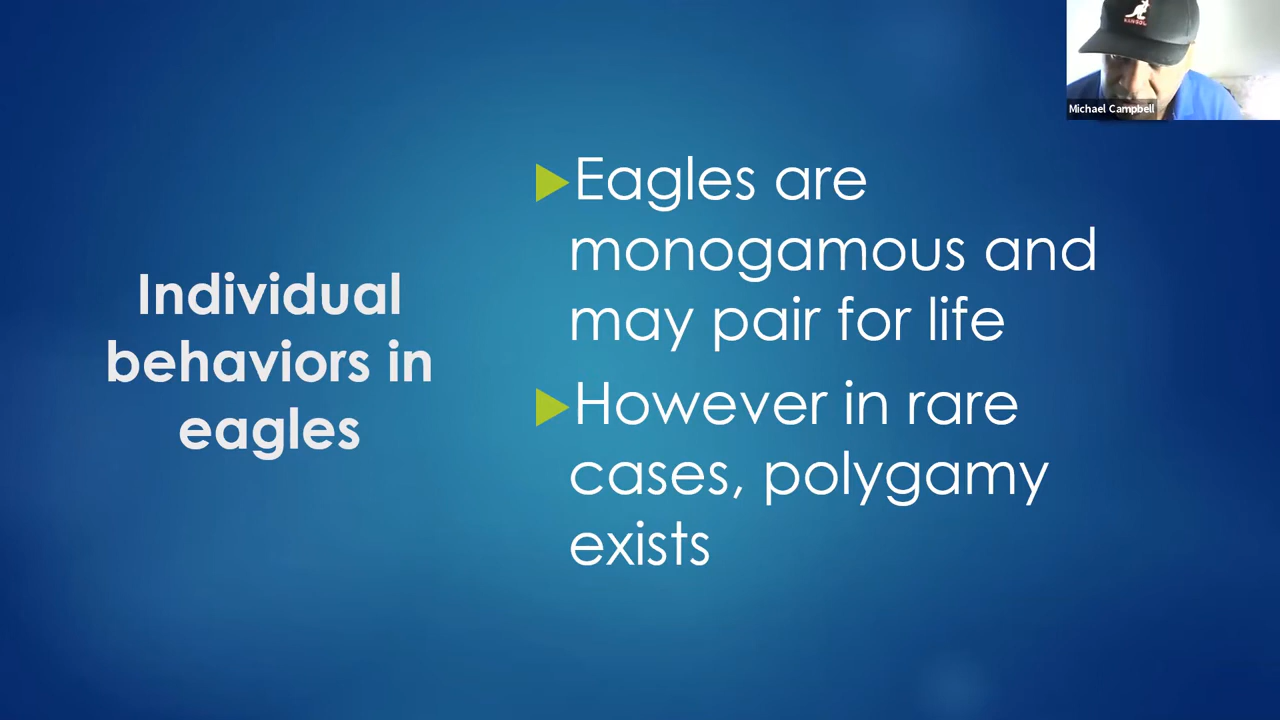 KANGOL
Michael Campbell
Individual
behaviors in
eagles
Eagles are
monogamous and
may pair for life
However in rare
cases, polygamy
exists